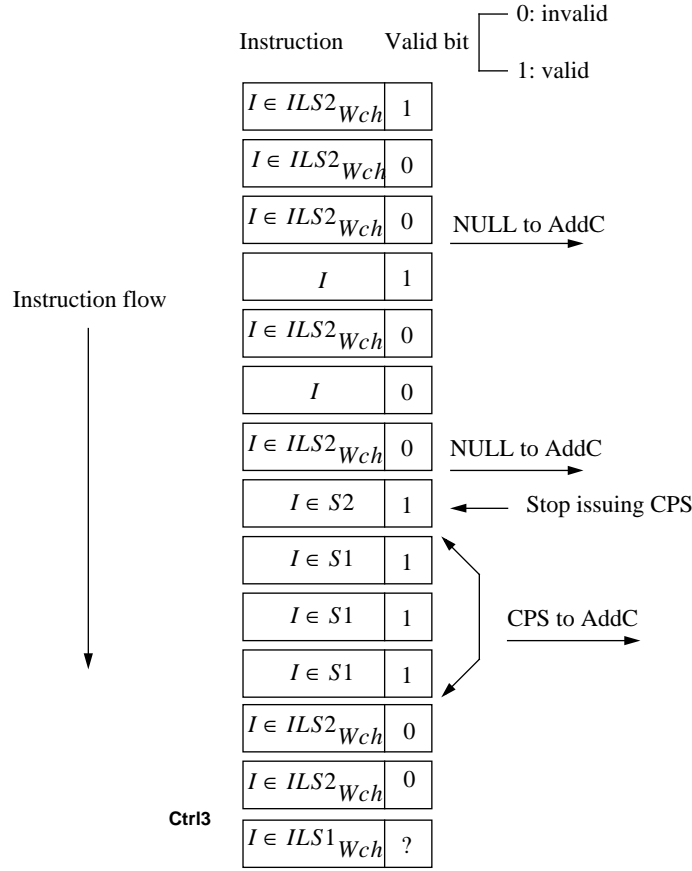 0: invalid
Instruction Valid bit
1: valid
I ∈ ILS2Wch 1
I ∈ ILS2Wch 0
I ∈ ILS2Wch 0 NULL to AddC
I 1
Instruction flow
I ∈ ILS2Wch 0
I 0
I ∈ ILS2Wch 0 NULL to AddC
I ∈ S2 1 Stop issuing CPS
I ∈ S1 1
I ∈ S1 1 CPS to AddC
I ∈ S1 1
I ∈ ILS2Wch 0
I ∈ ILS2Wch 0
Ctrl3
I ∈ ILS1Wch ?